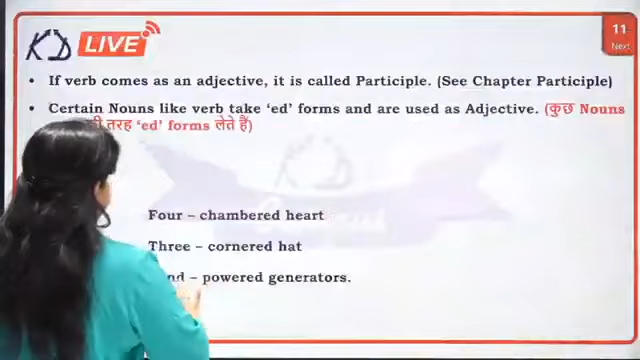 KD LIVE
11
Next
• If verb comes as an adjective, it is called Participle. (See Chapter Participle)
• Certain Nouns like verb take ‘ed’ forms and are used as Adjective. (कुछ Nouns
तरह ‘ed’ forms लेते हैं)
Four – chambered heart
Three – cornered hat
– powered generators.